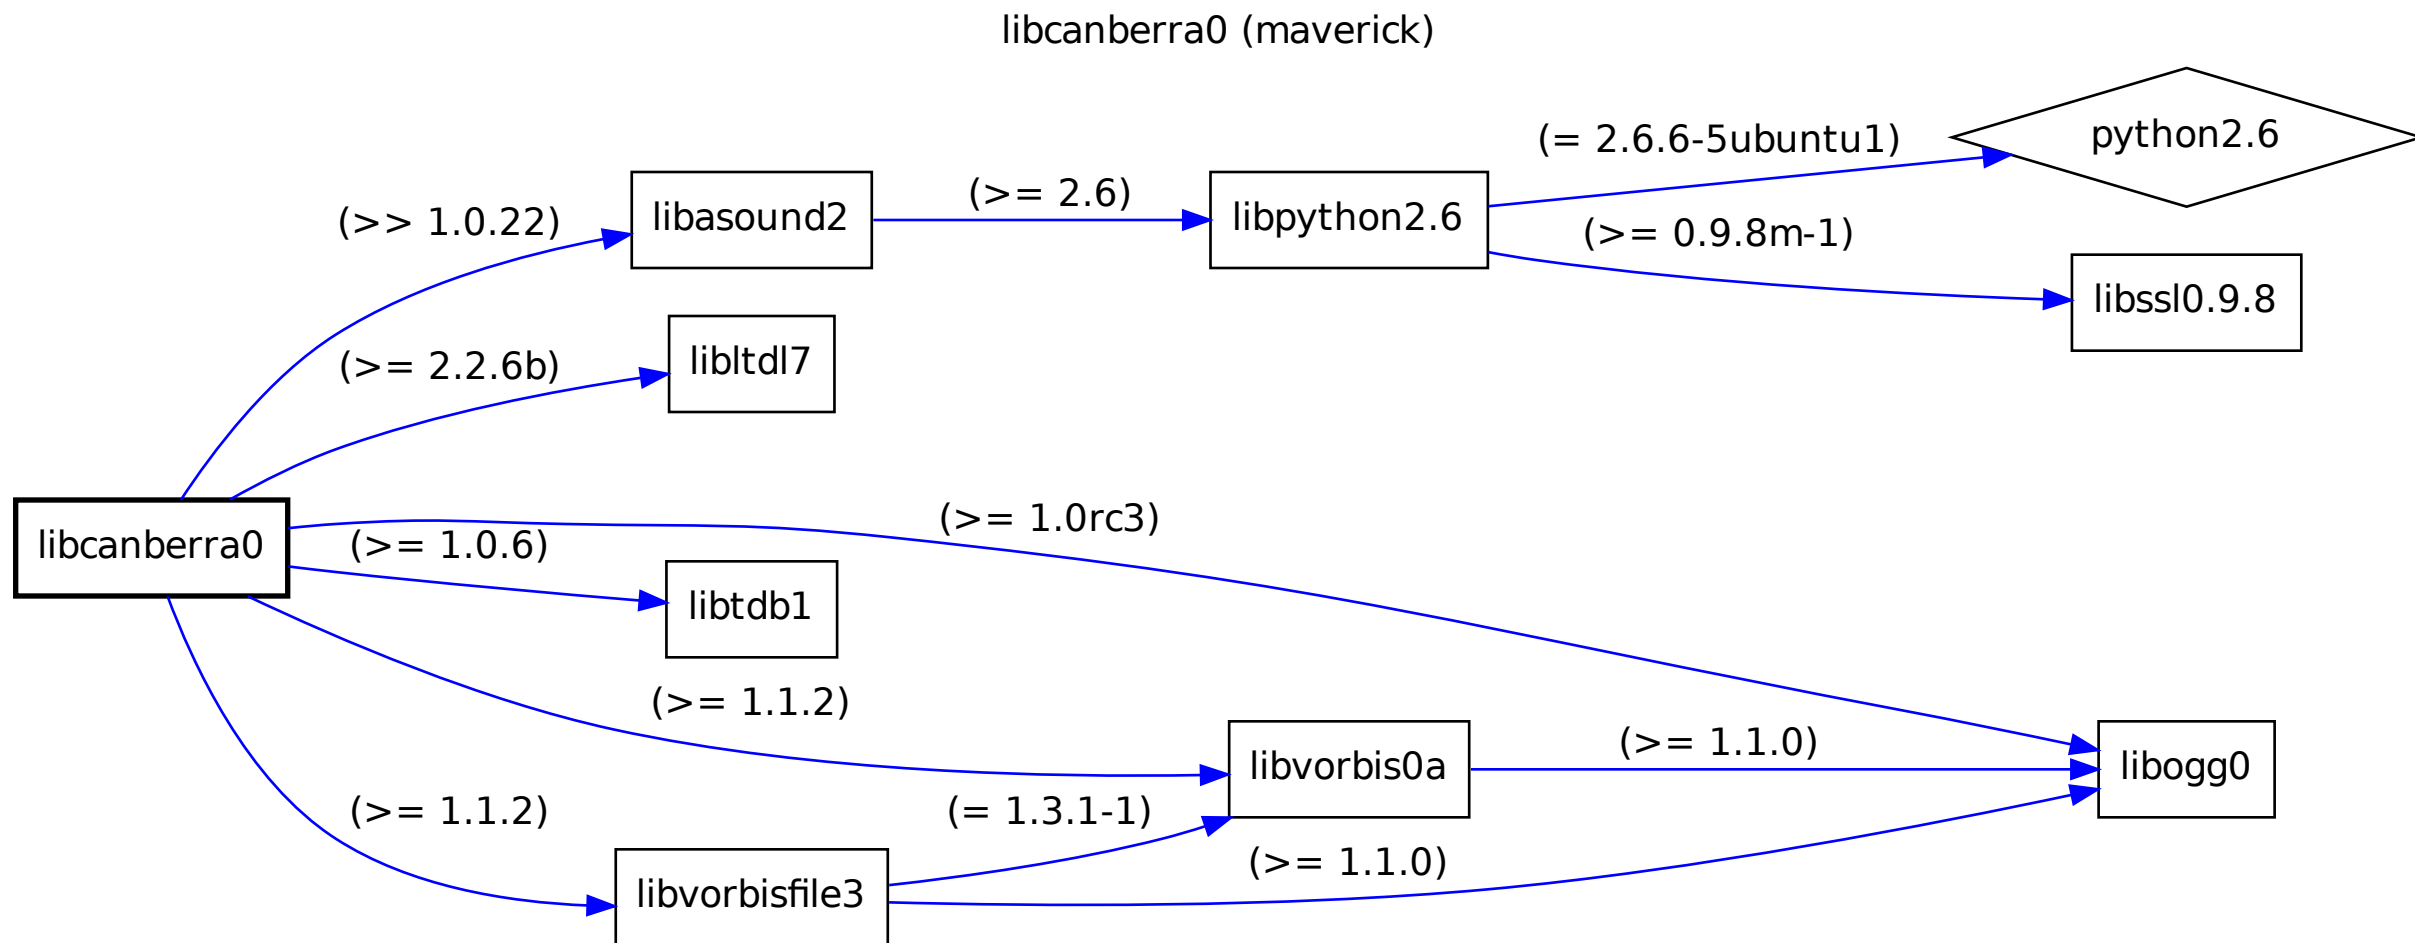 libcanberra0 (maverick)
python2.6
(= 2.6.6-5ubuntu1)
(>> 1.0.22)
libasound2
(>= 2.6)
libpython2.6
(>= 0.9.8m-1)
libssl0.9.8
(>= 2.2.6b)
libltdl7
libcanberra0
(>= 1.0.6)
(>= 1.0rc3)
libtdb1
(>= 1.1.2)
libvorbis0a
(>= 1.1.0)
libogg0
(>= 1.1.2)
(= 1.3.1-1)
(>= 1.1.0)
libvorbisfile3